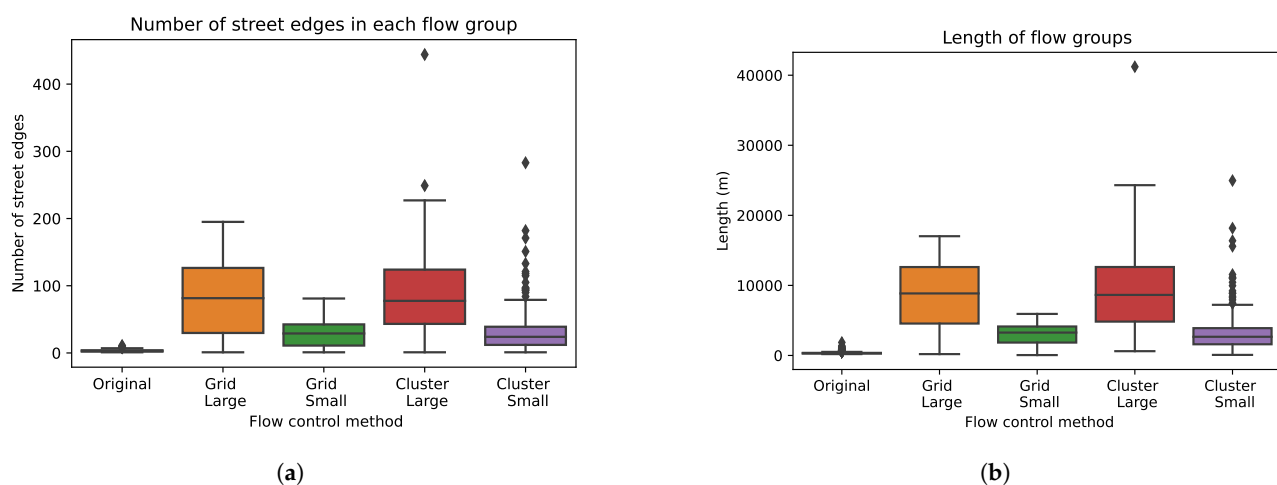 Number of street edges in each flow group
Number of street edges
400
300
200
100
0
Original
Grid
Large
Grid
Small
Cluster
Large
Cluster
Small
Flow control method
(a)
Length of flow groups
Length (m)
40000
30000
20000
10000
0
Original
Grid
Large
Grid
Small
Cluster
Large
Cluster
Small
Flow control method
(b)